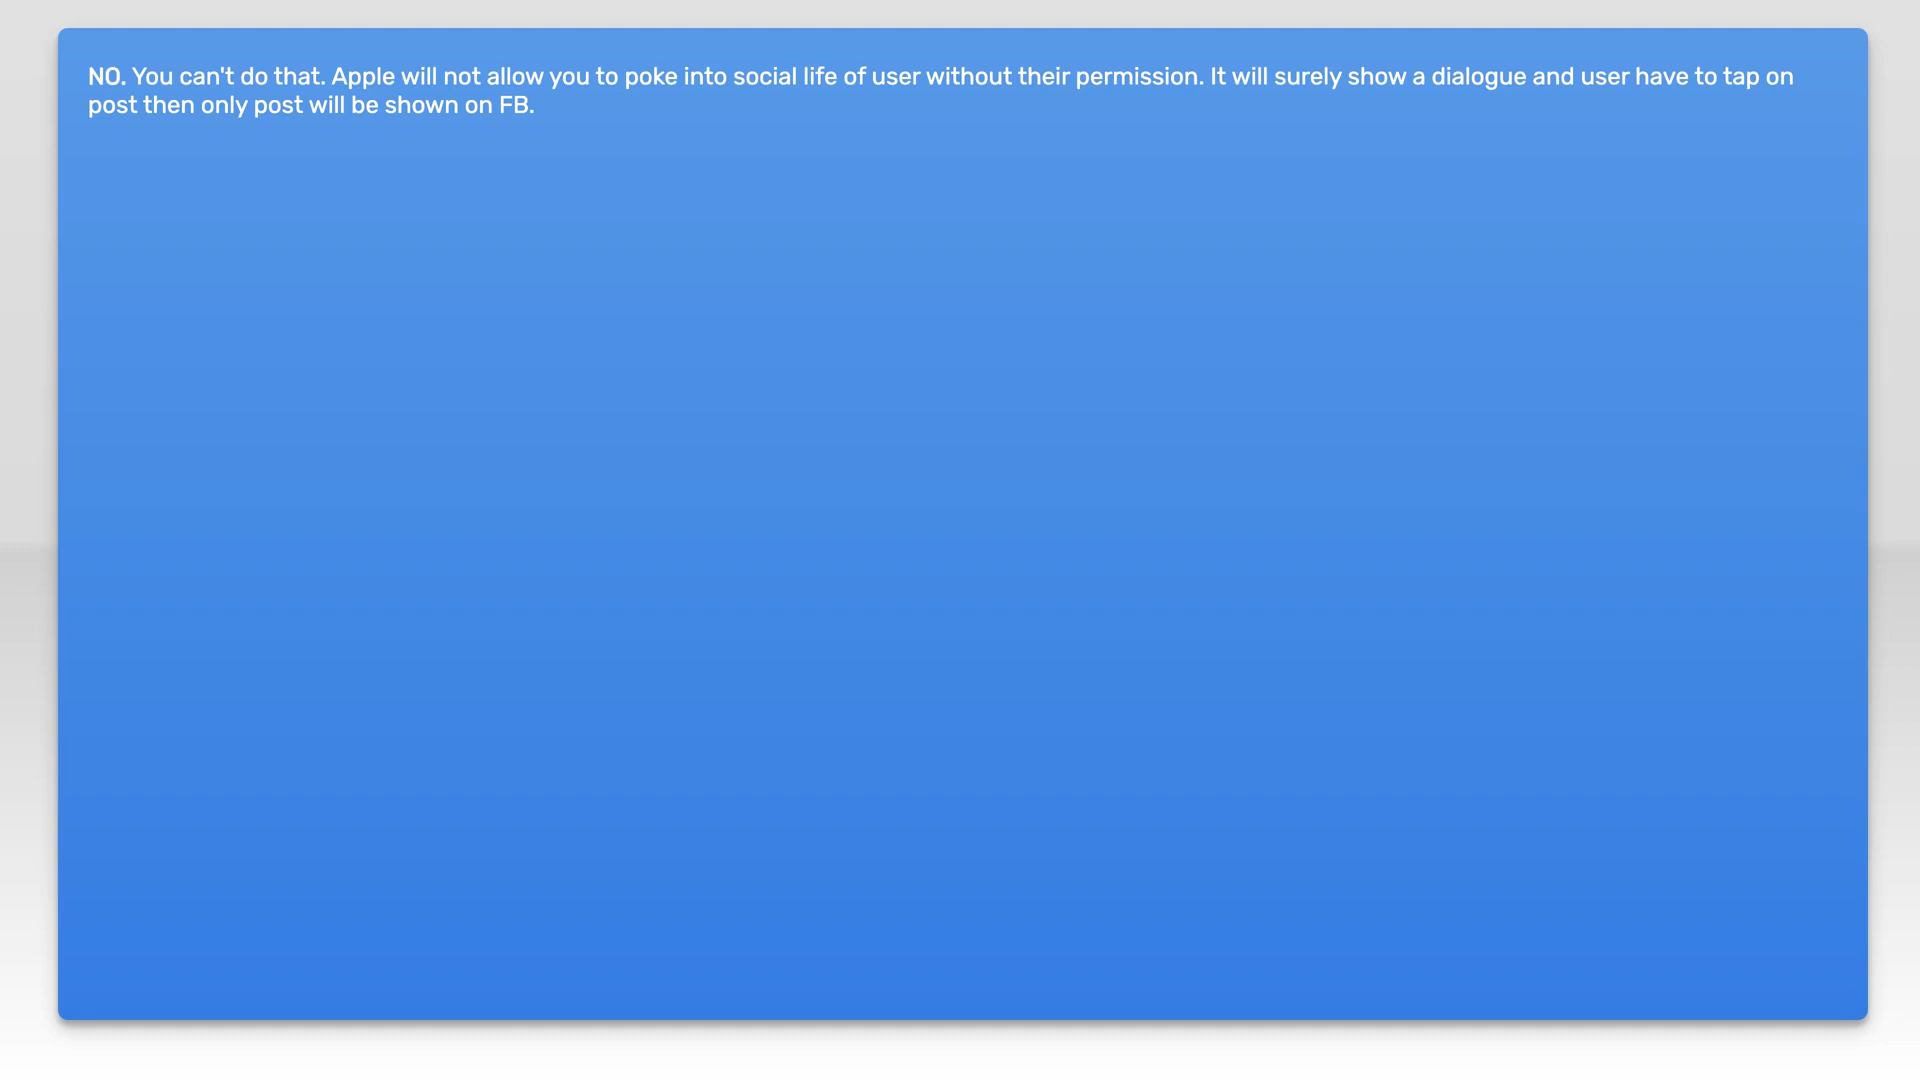 NO. You can't do that. Apple will not allow you to poke into social life of user without their permission. It will surely show a dialogue and user have to tap on
post then only post will be shown on FB.